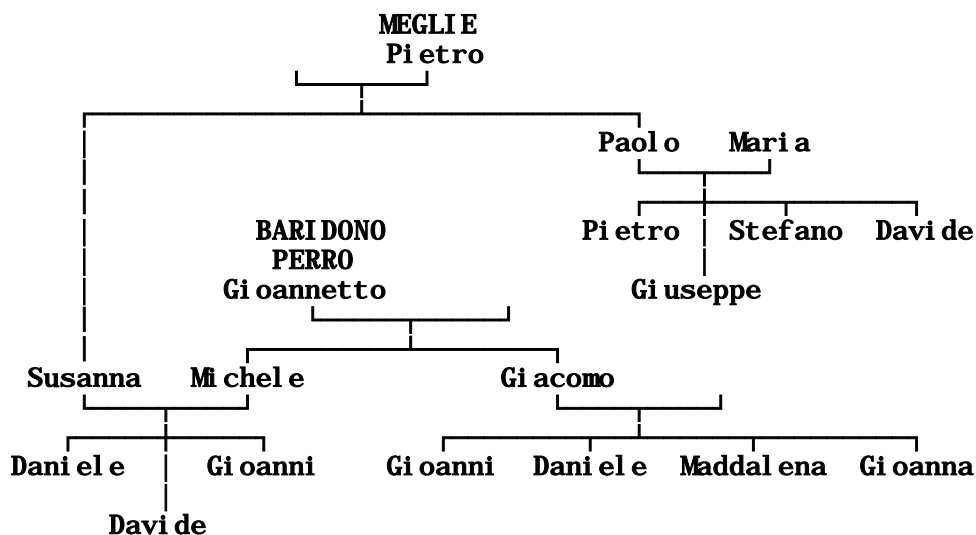 MEGLIE
Pietro
Paolo Maria
BARIDONO Pietro Stefano Davide
PERRO
Gioannetto Giuseppe
Susanna Michele Giacomo
Daniele Gioanni Gioanni Daniele Maddalena Gioanna
Davide